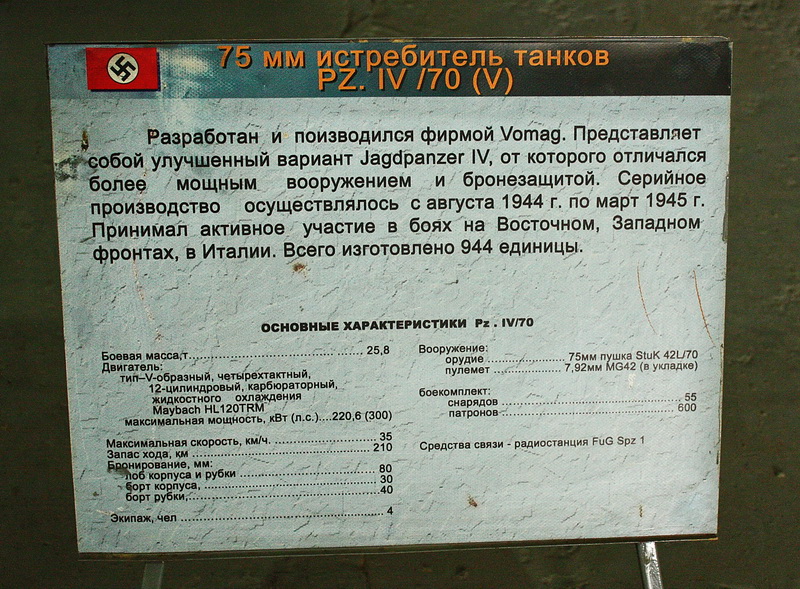 75 мм истребитель танков
PZ. IV /70 (V)
Разработан и поизводился фирмой Vomag. Представляет
собой улучшенный вариант Jagdpanzer IV, от которого отличался
более мощным вооружением и бронезащитой. Серийное
производство осуществлялось с августа 1944 г. по март 1945 г.
Принимал активное участие в боях на Восточном, Западном
фронтах, в Италии. Всего изготовлено 944 единицы.
ОСНОВНЫЕ ХАРАКТЕРИСТИКИ Pz . IV/70
Боевая масса,т.................................... ....... 25,8
Двигатель:
тип–V-образный, четырехтактный,
12-цилиндровый, карбюраторный,
жидкостного охлаждения
Maybach HL120TRM
максимальная мощность, кВт (л.с.)....220,6 (300)
Максимальная скорость, км/ч. ........................ 35
Запас хода, км ............................................. 210
Бронирование, мм:
лоб корпуса и рубки .................................. 80
борт корпуса, ............................................ 30
борт рубки,................................................40
Экипаж, чел ................................................. 4
Вооружение:
орудие ....................75мм пушка StuK 42L/70
пулемет ....................7,92мм MG42 (в укладке)
боекомплект:
снарядов ................................................ 55
патронов ............................................... 600
Средства связи - радиостанция FuG Spz 1